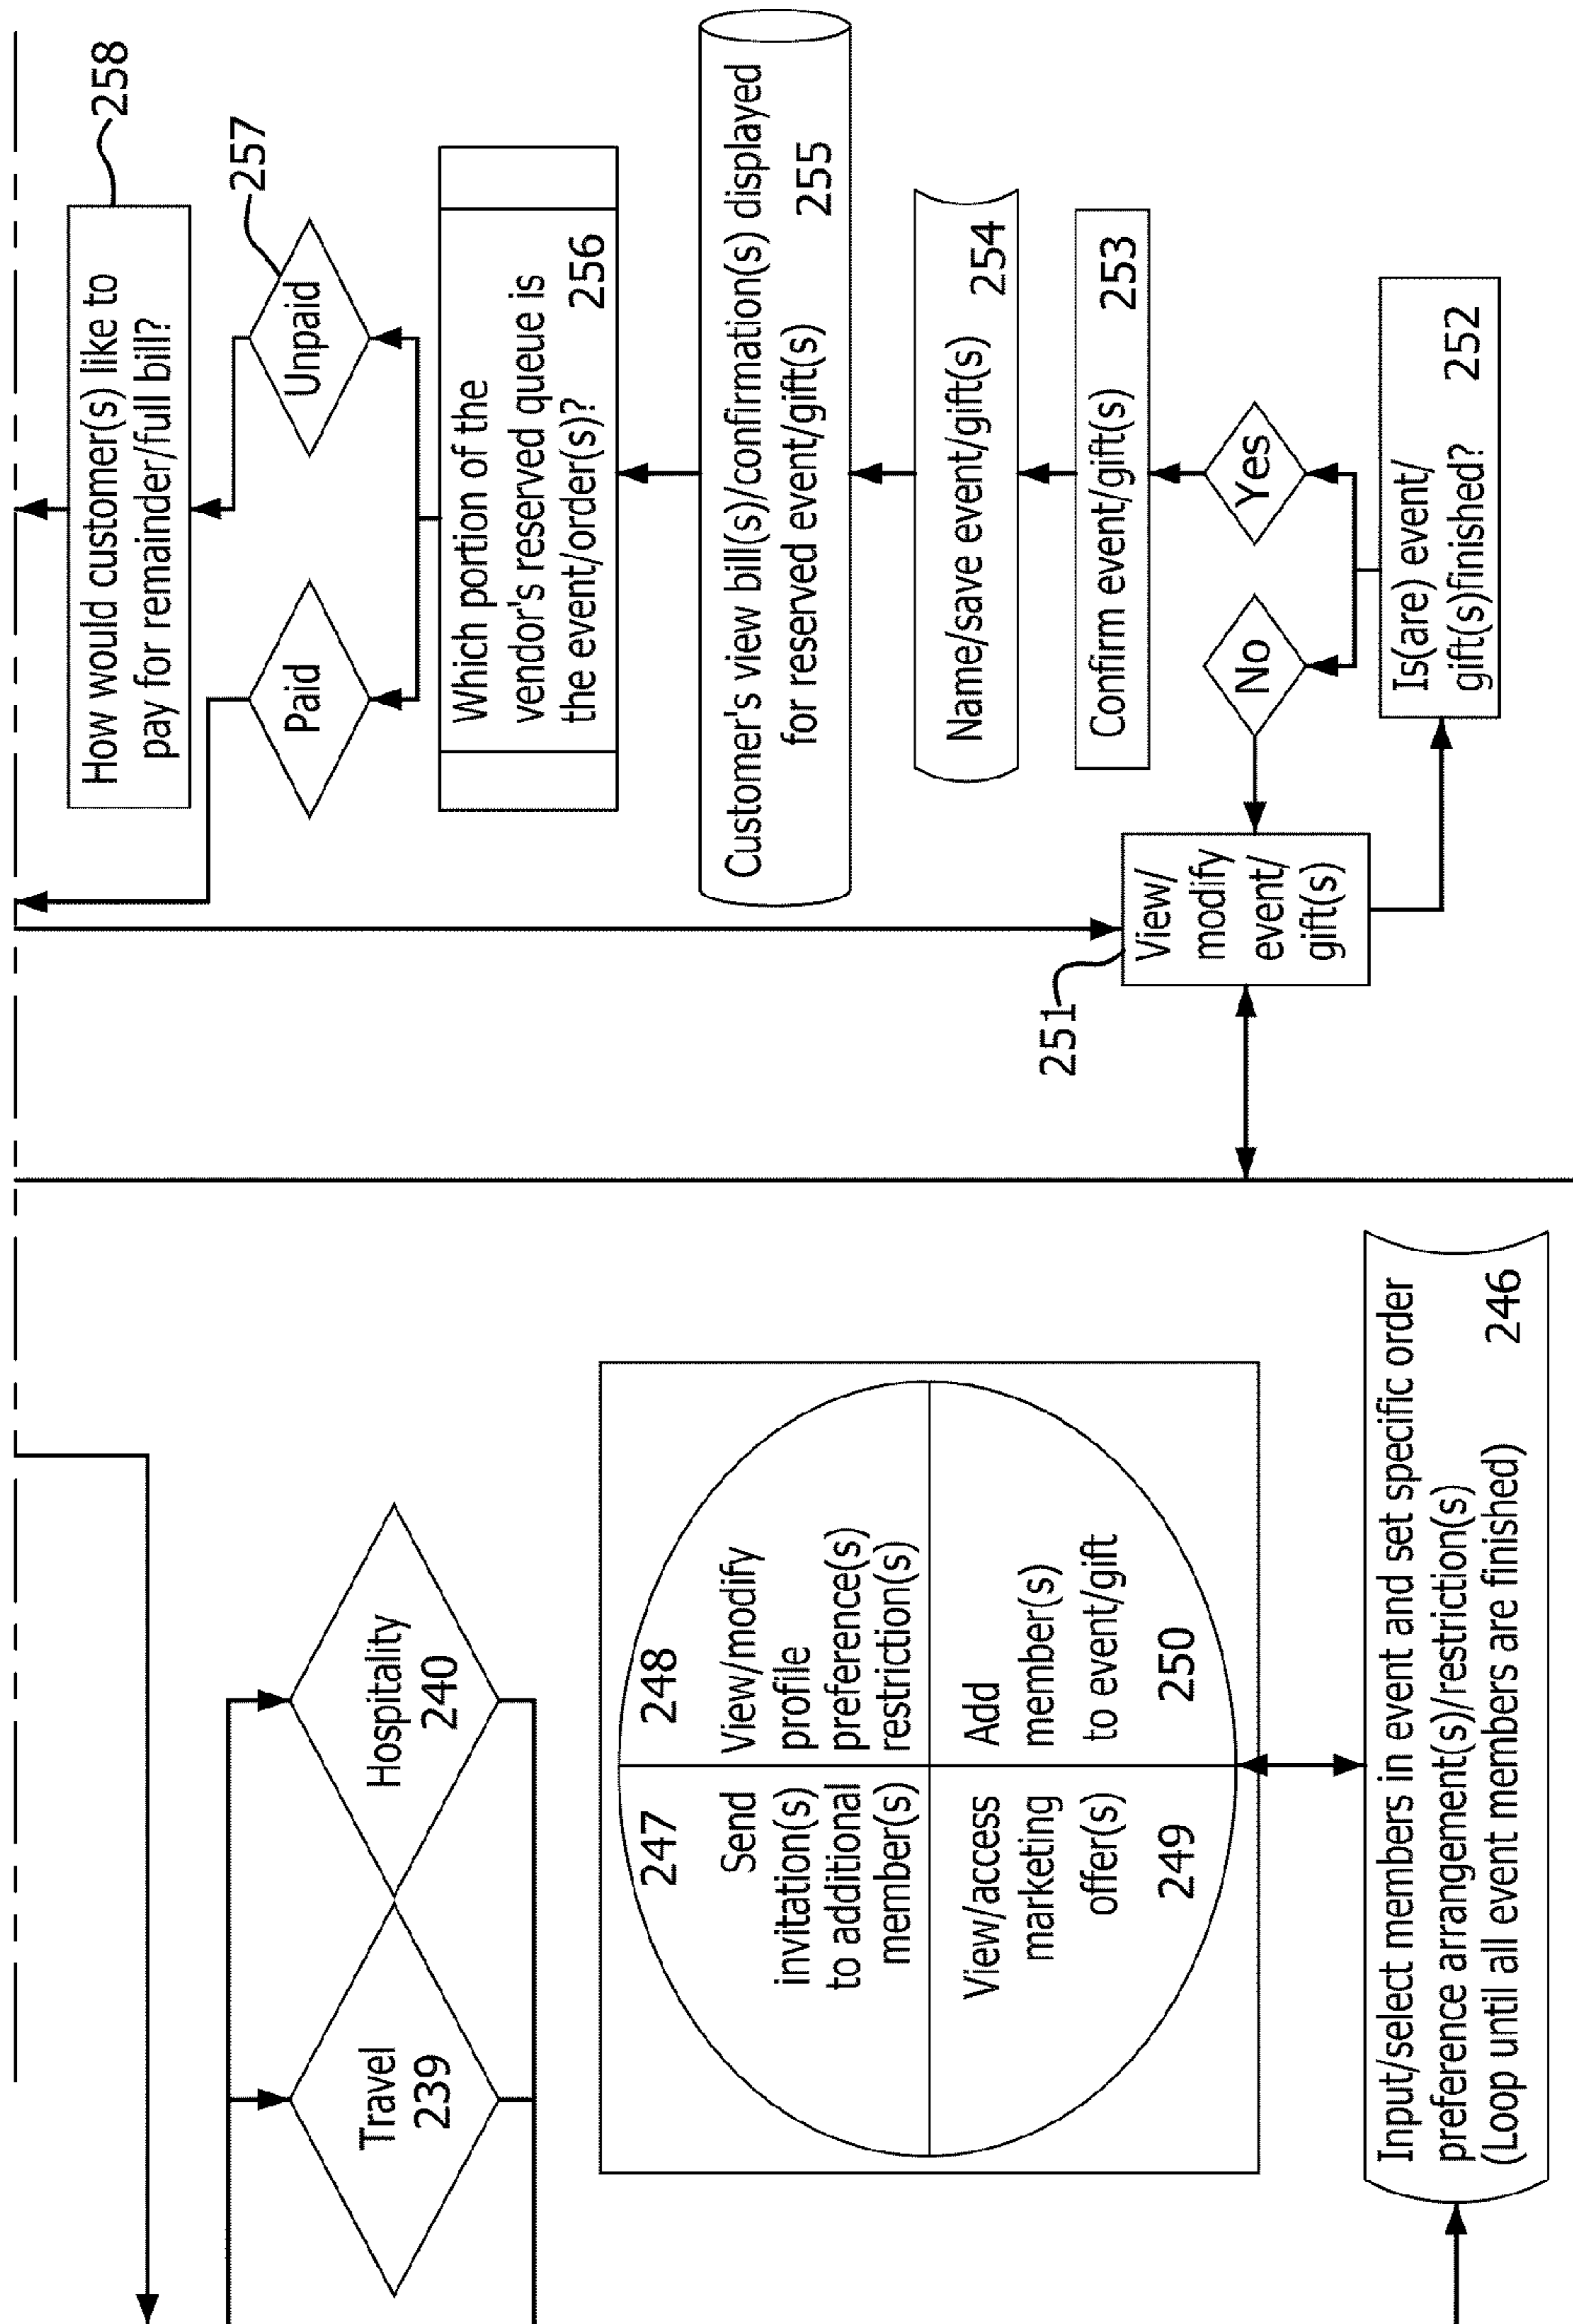 How would customer(s) like to
pay for remainder/full bill?
258
Paid
Unpaid
257
Which portion of the
vendor's reserved queue is
the event/order(s)?
256
Customer's view bill(s)/confirmation(s) displayed
for reserved event/gift(s)
255
Name/save event/gift(s)
254
Confirm event/gift(s)
253
No
Yes
Is(are) event/
gift(s)finished?
252
View/
modify
event/
gift(s)
251
Travel
239
Hospitality
240
247
Send
invitation(s)
to additional
member(s)
248
View/modify
profile
preference(s)
restriction(s)
View/access
marketing
offer(s)
249
Add
member(s)
to event/gift
250
Input/select members in event and set specific order
preference arrangement(s)/restriction(s)
(Loop until all event members are finished)
246